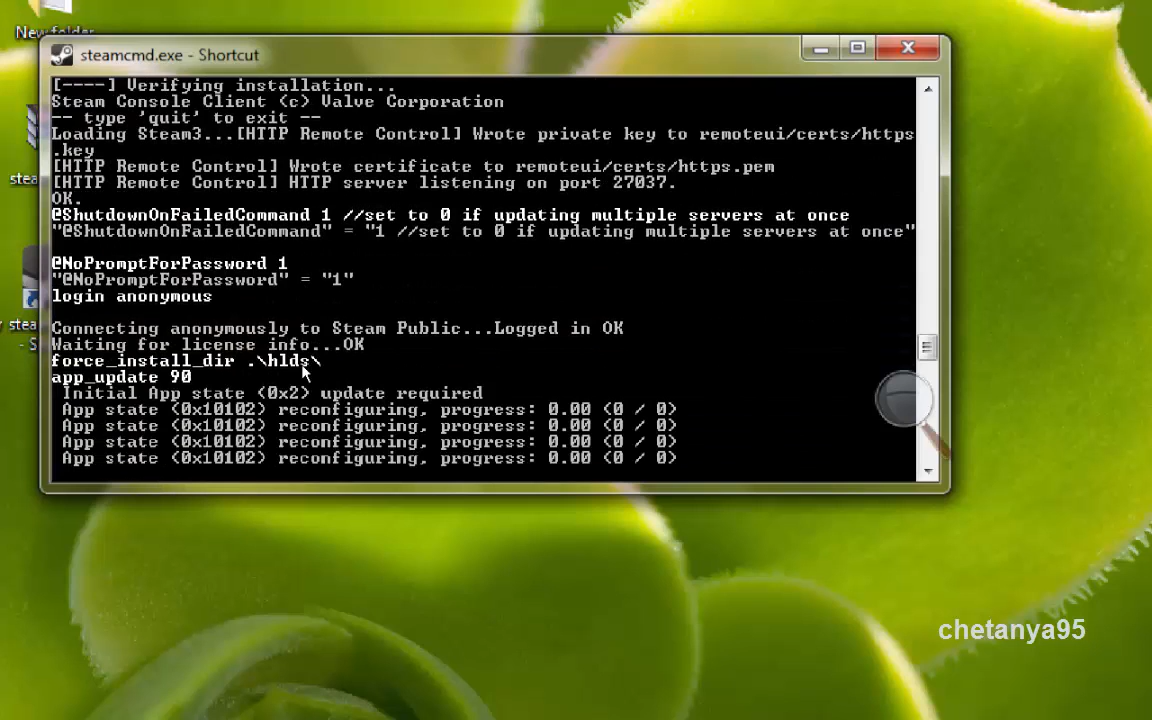 New folder
steamcmd.exe - Shortcut
[----] Verifying installation...
Steam Console Client (c) Valve Corporation
-- type 'quit' to exit --
Loading Steam3...[HTTP Remote Control] Wrote private key to remoteui/certs/https
.key
[HTTP Remote Control] Wrote certificate to remoteui/certs/https.pem
[HTTP Remote Control] HTTP server listening on port 27037.
OK.
@ShutdownOnFailedCommand 1 //set to 0 if updating multiple servers at once
"@ShutdownOnFailedCommand" = "1 //set to 0 if updating multiple servers at once"
@NoPromptForPassword 1
"@NoPromptForPassword" = "1"
login anonymous
Connecting anonymously to Steam Public...Logged in OK
Waiting for license info...OK
force_install_dir .\hlds\
app_update 90
Initial App state (0x2) update required
App state (0x10102) reconfiguring, progress: 0.00 (0 / 0)
App state (0x10102) reconfiguring, progress: 0.00 (0 / 0)
App state (0x10102) reconfiguring, progress: 0.00 (0 / 0)
App state (0x10102) reconfiguring, progress: 0.00 (0 / 0)
stea
stea
- S
chetanya95